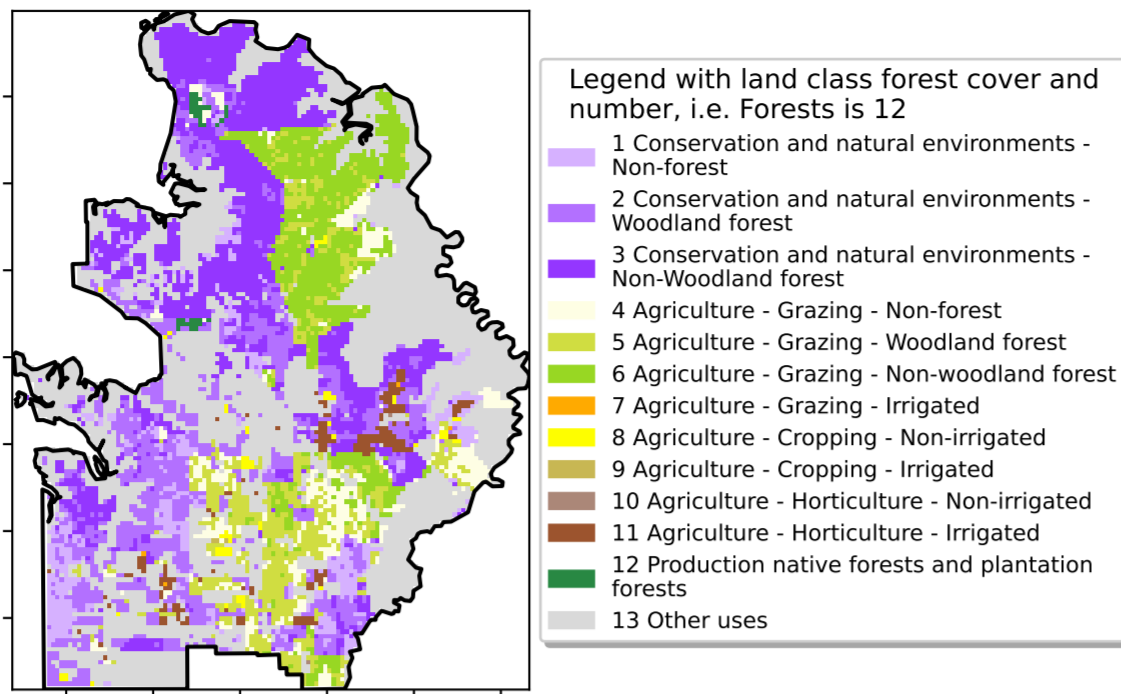 Legend with land class forest cover and
number, i.e. Forests is 12
1 Conservation and natural environments -
Non-forest
2 Conservation and natural environments -
Woodland forest
3 Conservation and natural environments -
Non-Woodland forest
4 Agriculture - Grazing - Non-forest
5 Agriculture - Grazing - Woodland forest
6 Agriculture - Grazing - Non-woodland forest
7 Agriculture - Grazing - Irrigated
8 Agriculture - Cropping - Non-irrigated
9 Agriculture - Cropping - Irrigated
10 Agriculture - Horticulture - Non-irrigated
11 Agriculture - Horticulture - Irrigated
12 Production native forests and plantation
forests
13 Other uses